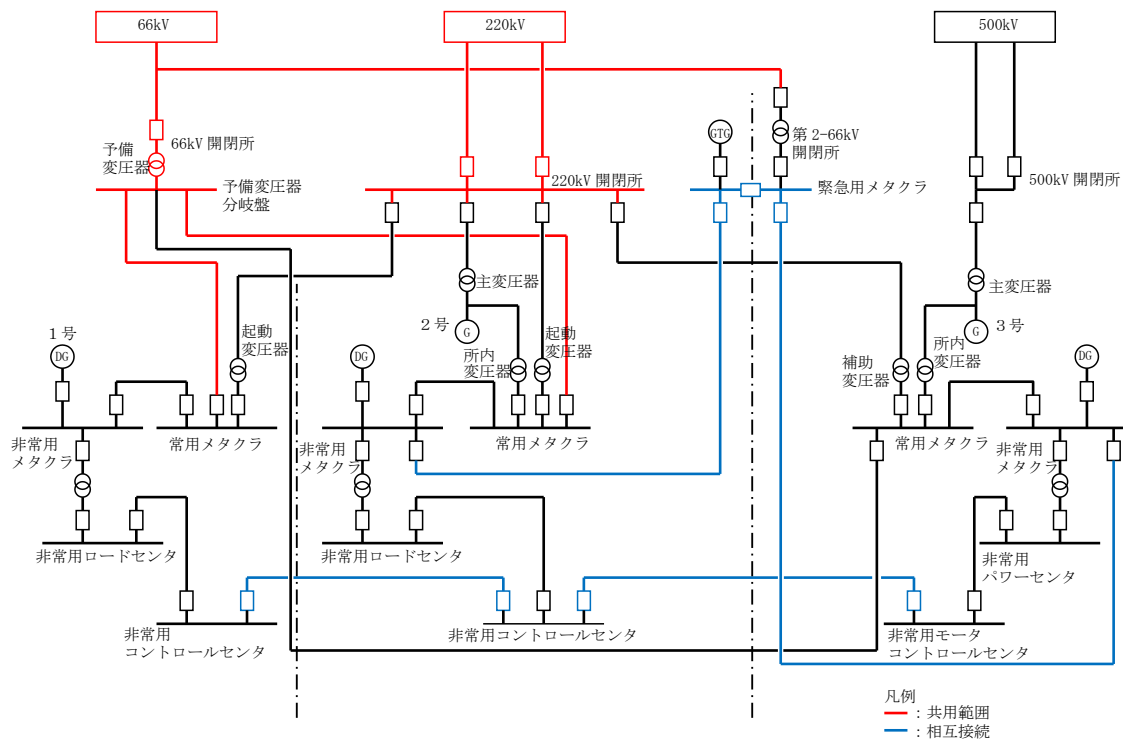 66kV
220kV
500kV
66kV 開閉所
予備
変圧器
予備変圧器
分岐盤
220kV 開閉所
GTG
第 2-66kV
開閉所
緊急用メタクラ
500kV 開閉所
主変圧器
2 号
G
所内
変圧器
起動
変圧器
主変圧器
G
3 号
所内
変圧器
補助
変圧器
1 号
DG
起動
変圧器
DG
DG
非常用
メタクラ
常用メタクラ
非常用
メタクラ
常用メタクラ
常用メタクラ
非常用
メタクラ
非常用ロードセンタ
非常用ロードセンタ
非常用
パワーセンタ
非常用
コントロールセンタ
非常用コントロールセンタ
非常用モータ
コントロールセンタ
凡例
：共用範囲
：相互接続